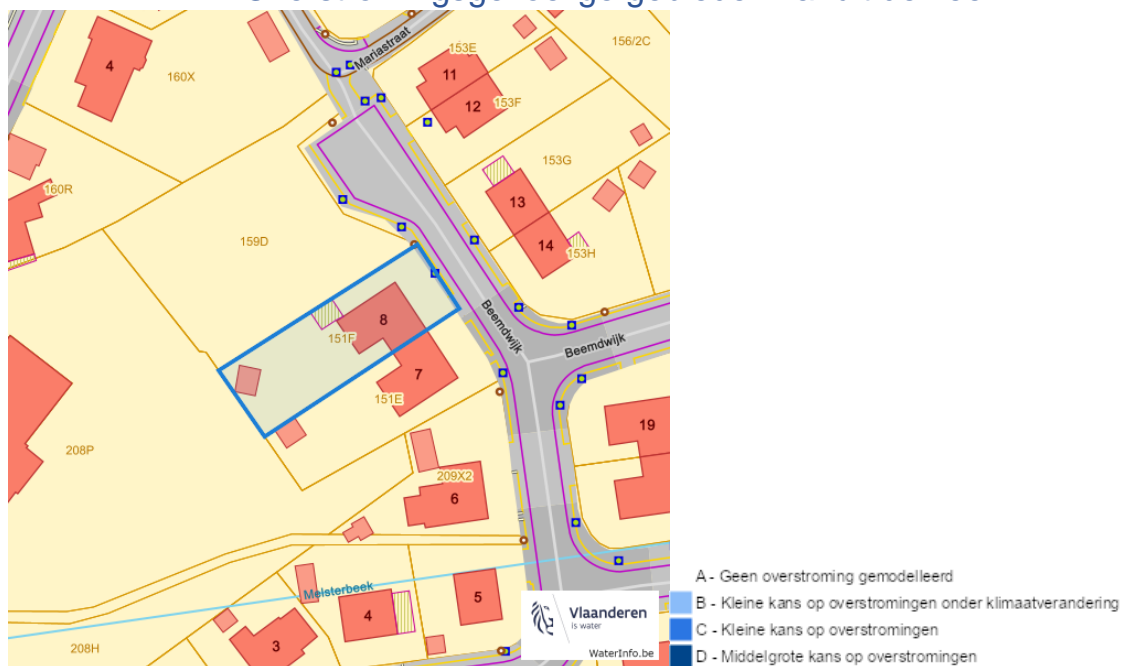 Mariastraat
153E
156/2C
4
160X
11
12
153F
153G
160R
13
159D
14
153H
8
Beemdwijk
Beemdwijk
151F
7
151E
19
208P
209X2
6
Melsterbeek
4
5
3
208H
Vlaanderen
is water
WaterInfo.be
A - Geen overstroming gemodelleerd
B - Kleine kans op overstromingen onder klimaatverandering
C - Kleine kans op overstromingen
D - Middelgrote kans op overstromingen